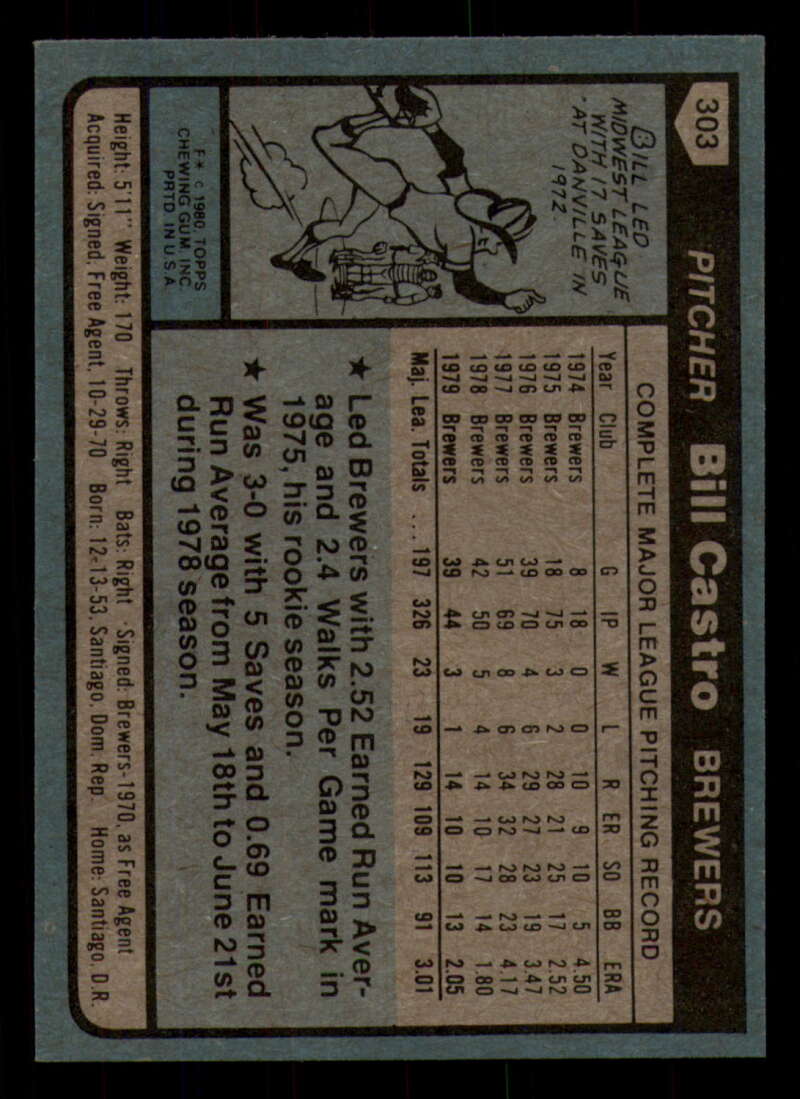 303
PITCHER Bill Castro BREWERS
BILL LED
MIDWEST LEAGUE
WITH 17 SAVES
AT DANVILLE IN
1972.
F* © 1980 TOPPS
CHEWING GUM INC
PRTD IN U S A
COMPLETE MAJOR LEAGUE PITCHING RECORD
Year Club G IP W L R ER SO BB ERA
1974 Brewers 8 18 0 0 10 9 10 5 4.50
1975 Brewers 18 75 3 2 28 21 25 17 2.52
1976 Brewers 39 70 4 6 29 27 23 19 3.47
1977 Brewers 51 69 8 6 34 32 28 23 4.17
1978 Brewers 42 50 5 4 14 10 17 14 1.80
1979 Brewers 39 44 3 1 14 10 10 13 2.05
Maj. Lea. Totals ...197 326 23 19 129 109 113 91 3.01
★ Led Brewers with 2.52 Earned Run Aver-
age and 2.4 Walks Per Game mark in
1975, his rookie season.
★ Was 3-0 with 5 Saves and 0.69 Earned
Run Average from May 18th to June 21st
during 1978 season.
Height: 5'11" Weight: 170 Throws: Right Bats: Right Signed: Brewers-1970, as Free Agent
Acquired: Signed, Free Agent, 10-29-70 Born: 12-13-53, Santiago, Dom. Rep. Home: Santiago, D.R.